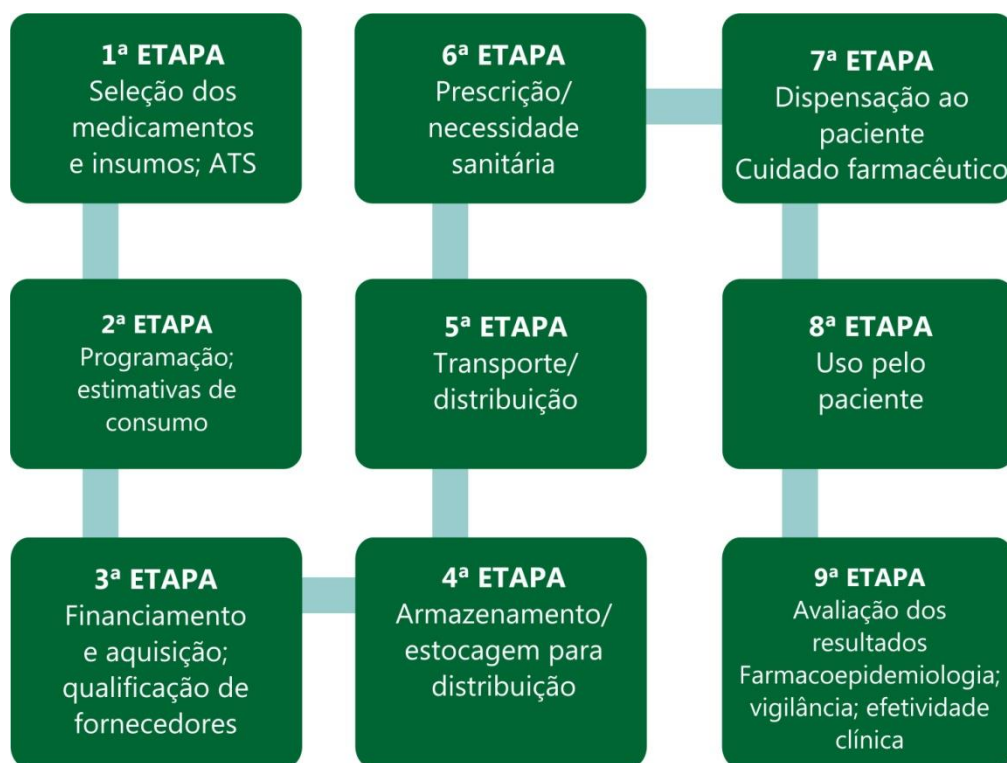 1ª ETAPA
Seleção dos
medicamentos
e insumos; ATS
2ª ETAPA
Programação;
estimativas de
consumo
3ª ETAPA
Financiamento
e aquisição;
qualificação de
fornecedores
4ª ETAPA
Armazenamento/
estocagem para
distribuição
5ª ETAPA
Transporte/
distribuição
6ª ETAPA
Prescrição/
necessidade
sanitária
7ª ETAPA
Dispensação ao
paciente
Cuidado farmacêutico
8ª ETAPA
Uso pelo
paciente
9ª ETAPA
Avaliação dos
resultados
Farmacoepidemiologia;
vigilância; efetividade
clínica